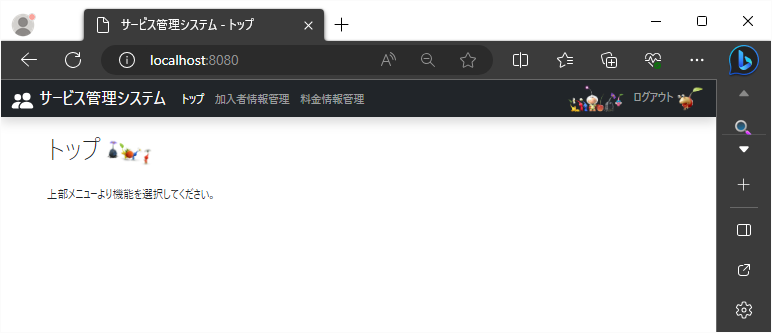 サービス管理システム - トップ
localhost:8080
サービス管理システム トップ 加入者情報管理 料金情報管理 ログアウト
トップ
上部メニューより機能を選択してください。